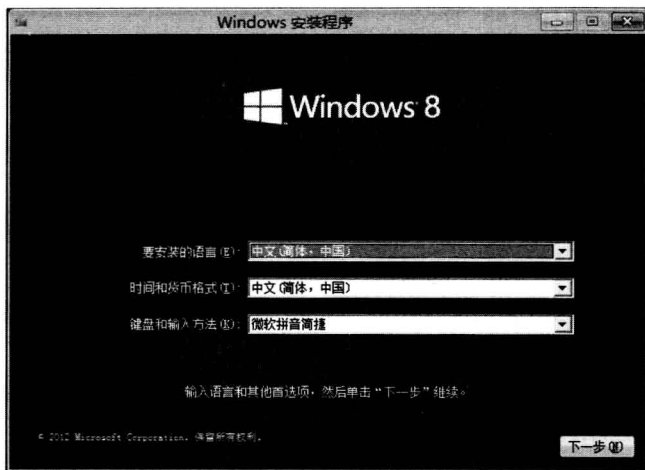 Windows 安装程序
Windows 8
要安装的语言(E): 中文(简体，中国)
时间和货币格式(T): 中文(简体，中国)
键盘和输入方法(K): 微软拼音简捷
输入语言和其他首选项，然后单击“下一步”继续。
© 2012 Microsoft Corporation. 保留所有权利。
下一步(N)